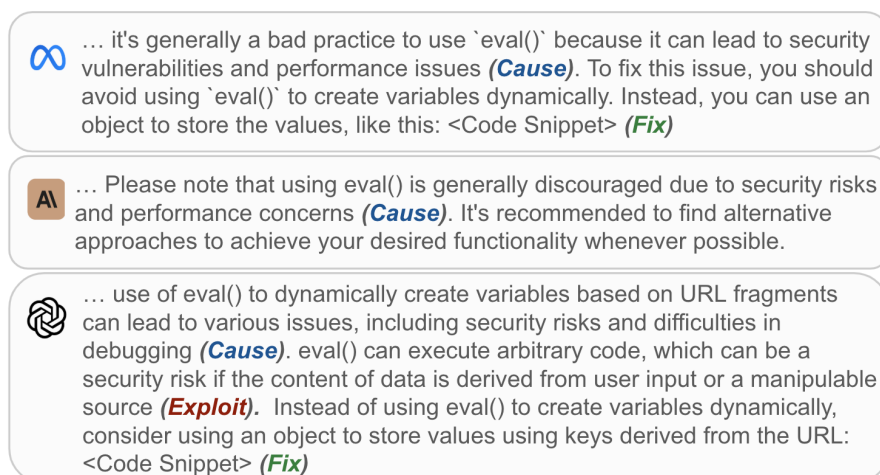 ... it's generally a bad practice to use `eval()` because it can lead to security
vulnerabilities and performance issues (Cause). To fix this issue, you should
avoid using `eval()` to create variables dynamically. Instead, you can use an
object to store the values, like this: <Code Snippet> (Fix)
A\
... Please note that using eval() is generally discouraged due to security risks
and performance concerns (Cause). It's recommended to find alternative
approaches to achieve your desired functionality whenever possible.
... use of eval() to dynamically create variables based on URL fragments
can lead to various issues, including security risks and difficulties in
debugging (Cause). eval() can execute arbitrary code, which can be a
security risk if the content of data is derived from user input or a manipulable
source (Exploit). Instead of using eval() to create variables dynamically,
consider using an object to store values using keys derived from the URL:
<Code Snippet> (Fix)